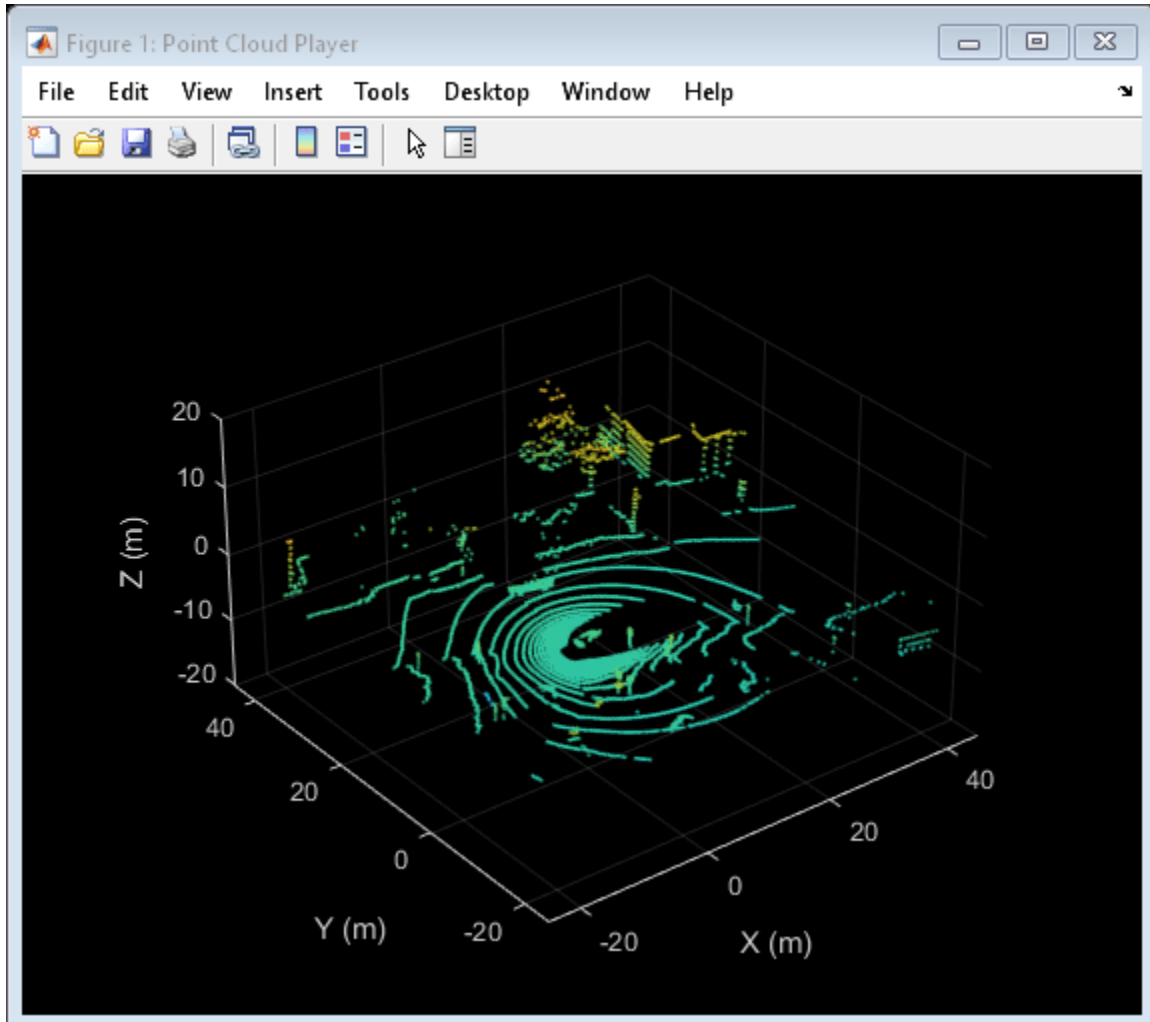 Figure 1: Point Cloud Player
File Edit View Insert Tools Desktop Window Help
20
10
0
-10
-20
Z (m)
40
20
0
-20
Y (m)
-20
0
20
40
X (m)